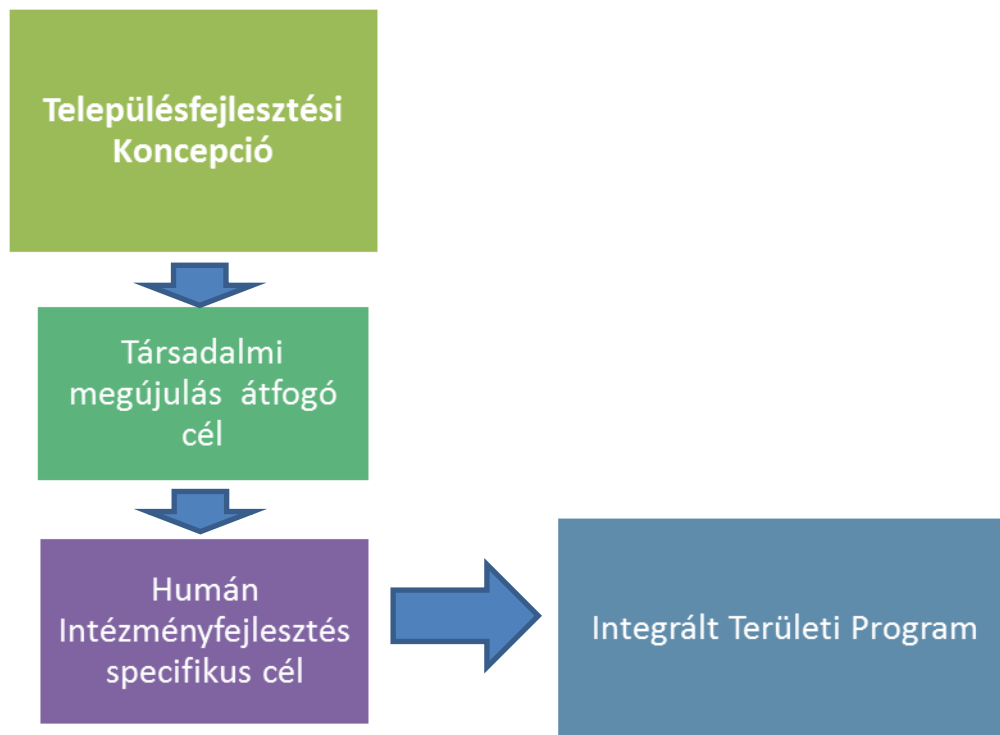 Településfejlesztési
Koncepció
Társadalmi
megújulás átfogó
cél
Humán
Intézményfejlesztés
specifikus cél
Integrált Területi Program